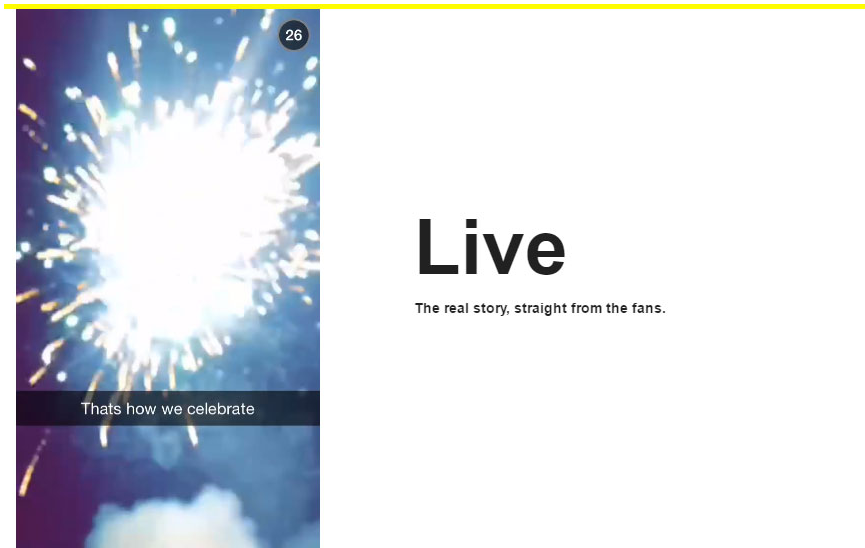 26
Thats how we celebrate
Live
The real story, straight from the fans.